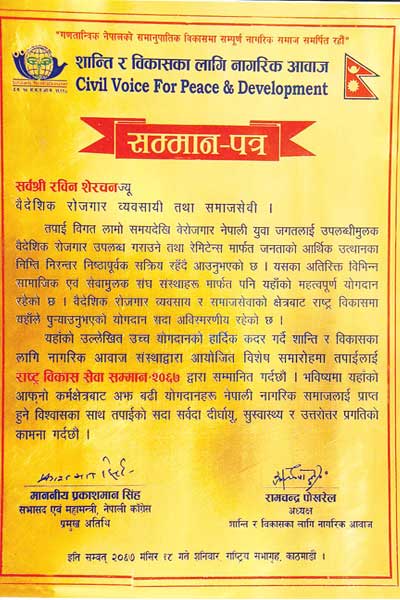 "गणतान्त्रिक नेपालको समानुपातिक विकासमा सम्पूर्ण नागरिक समाज समर्पित रहौं"
शान्ति र विकासका लागि नागरिक आवाज
Civil Voice For Peace & Development
सम्मान-पत्र
सर्वश्री रविन शेरचनज्यू
वैदेशिक रोजगार व्यवसायी तथा समाजसेवी ।
तपाई विगत लामो समयदेखि वेरोजगार नेपाली युवा जगतलाई उपलब्धीमुलक
वैदेशिक रोजगार उपलब्ध गराउने तथा रेमिटेन्स मार्फत जनताको आर्थिक उत्थानका
निम्ति निरन्तर निष्ठापूर्वक सक्रिय रहँदै आउनुभएको छ । यसका अतिरिक्त विभिन्न
सामाजिक एवं सेवामुलक संघ संस्थाहरू मार्फत पनि यहाँको महत्वपूर्ण योगदान
रहेको छ । वैदेशिक रोजगार व्यवसाय र समाजसेवाको क्षेत्रबाट राष्ट्र विकासमा
यहाँले पुऱ्याउनुभएको योगदान सदा अविस्मरणीय रहेको छ ।
यहाँको उल्लेखित उच्च योगदानको हार्दिक कदर गर्दै शान्ति र विकासका
लागि नागरिक आवाज संस्थाद्वारा आयोजित विशेष समारोहमा तपाईलाई
राष्ट्र विकास सेवा सम्मान-२०६७ द्वारा सम्मानित गर्दछौं । भविष्यमा यहाँको
आफ्नो कर्मक्षेत्रबाट अझ बढी योगदानहरू नेपाली नागरिक समाजलाई प्राप्त
हुने विश्वासका साथ तपाईको सदा सर्वदा दीर्घायू, सुस्वास्थ्य र उत्तरोत्तर प्रगतिको
कामना गर्दछौं ।
माननीय प्रकाशमान सिंह
सभासद एवं महामन्त्री, नेपाली काँग्रेस
प्रमुख अतिथि
रामचन्द्र पोखरेल
अध्यक्ष
शान्ति र विकासका लागि नागरिक आवाज
इति सम्वत् २०६७ मंसिर १८ गते शनिवार, राष्ट्रिय सभागृह, काठमाडौं ।